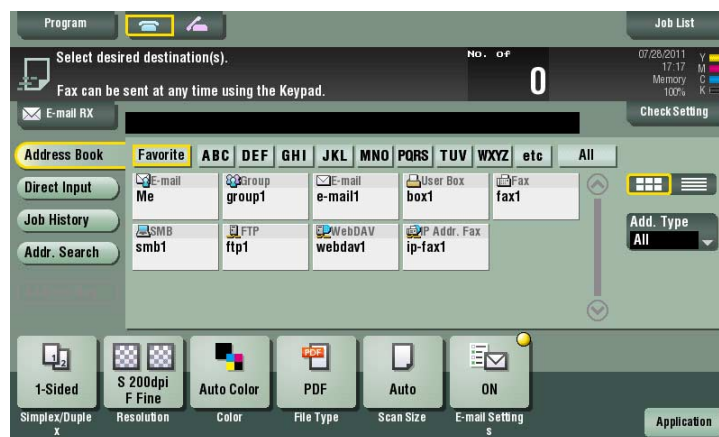 Program
Job List
Select desired destination(s).
No. of
07/26/2011
17:17
Memory
100%
Y
M
C
K
Fax can be sent at any time using the Keypad.
0
E-mail RX
Check Setting
Address Book
Favorite ABC DEF GHI JKL MNO PQRS TUV WXYZ etc All
Direct Input
Job History
Addr. Search
E-mail
Me
Group
group1
E-mail
e-mail1
User Box
box1
Fax
fax1
SMB
smb1
FTP
ftp1
WebDAV
webdav1
IP Addr. Fax
ip-fax1
Add. Type
All
1 2
1-Sided
S 200dpi
F Fine
Auto Color
PDF
PDF
Auto
ON
Simplex/Duple
x
Resolution
Color
File Type
Scan Size
E-mail Setting
s
Application